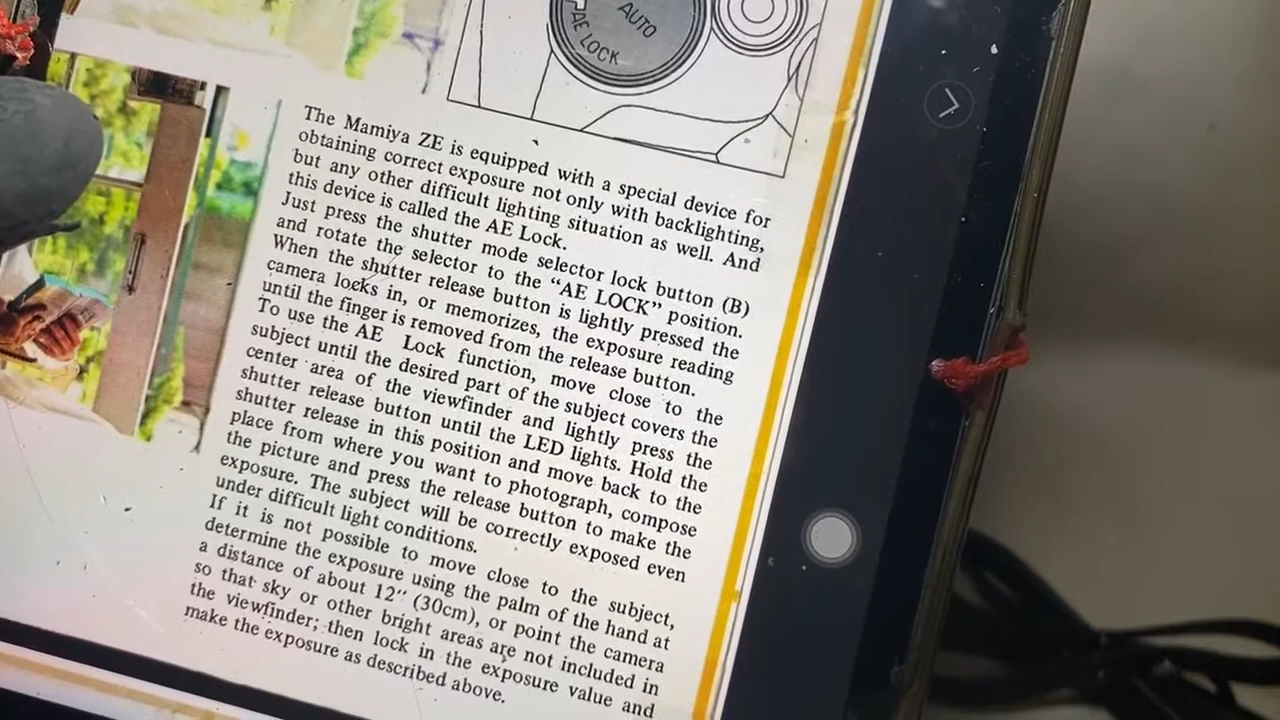 AUTO
AE LOCK
The Mamiya ZE is equipped with a special device for
obtaining correct exposure not only with backlighting,
but any other difficult lighting situation as well. And
this device is called the AE Lock.
Just press the shutter mode selector lock button (B)
and rotate the selector to the “AE LOCK” position.
When the shutter release button is lightly pressed the
camera locks in, or memorizes, the exposure reading
until the finger is removed from the release button.
To use the AE Lock function, move close to the
subject until the desired part of the subject covers the
center area of the viewfinder and lightly press the
shutter release button until the LED lights. Hold the
shutter release in this position and move back to the
place from where you want to photograph, compose
the picture and press the release button to make the
exposure. The subject will be correctly exposed even
under difficult light conditions.
If it is not possible to move close to the subject,
determine the exposure using the palm of the hand at
a distance of about 12″ (30cm), or point the camera
so that sky or other bright areas are not included in
the viewfinder; then lock in the exposure value and
make the exposure as described above.